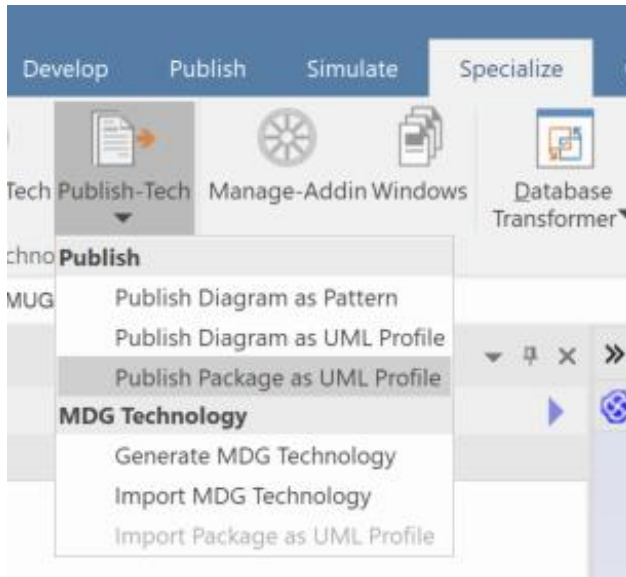 Develop Publish Simulate Specialize
Tech Publish-Tech Manage-Addin Windows Database
Transformer
chno Publish
Publish Diagram as Pattern
MUG
Publish Diagram as UML Profile
Publish Package as UML Profile
MDG Technology
Generate MDG Technology
Import MDG Technology
Import Package as UML Profile